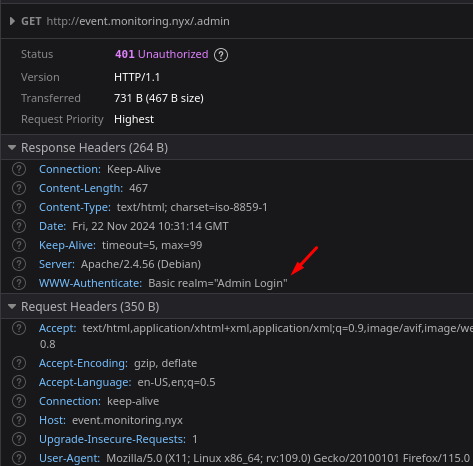 GET http://event.monitoring.nyx/.admin
Status 401 Unauthorized ?
Version HTTP/1.1
Transferred 731 B (467 B size)
Request Priority Highest
Response Headers (264 B)
? Connection: Keep-Alive
? Content-Length: 467
? Content-Type: text/html; charset=iso-8859-1
? Date: Fri, 22 Nov 2024 10:31:14 GMT
? Keep-Alive: timeout=5, max=99
? Server: Apache/2.4.56 (Debian)
? WWW-Authenticate: Basic realm="Admin Login"
Request Headers (350 B)
? Accept: text/html,application/xhtml+xml,application/xml;q=0.9,image/avif,image/we
0.8
? Accept-Encoding: gzip, deflate
? Accept-Language: en-US,en;q=0.5
? Connection: keep-alive
? Host: event.monitoring.nyx
? Upgrade-Insecure-Requests: 1
? User-Agent: Mozilla/5.0 (X11; Linux x86_64; rv:109.0) Gecko/20100101 Firefox/115.0